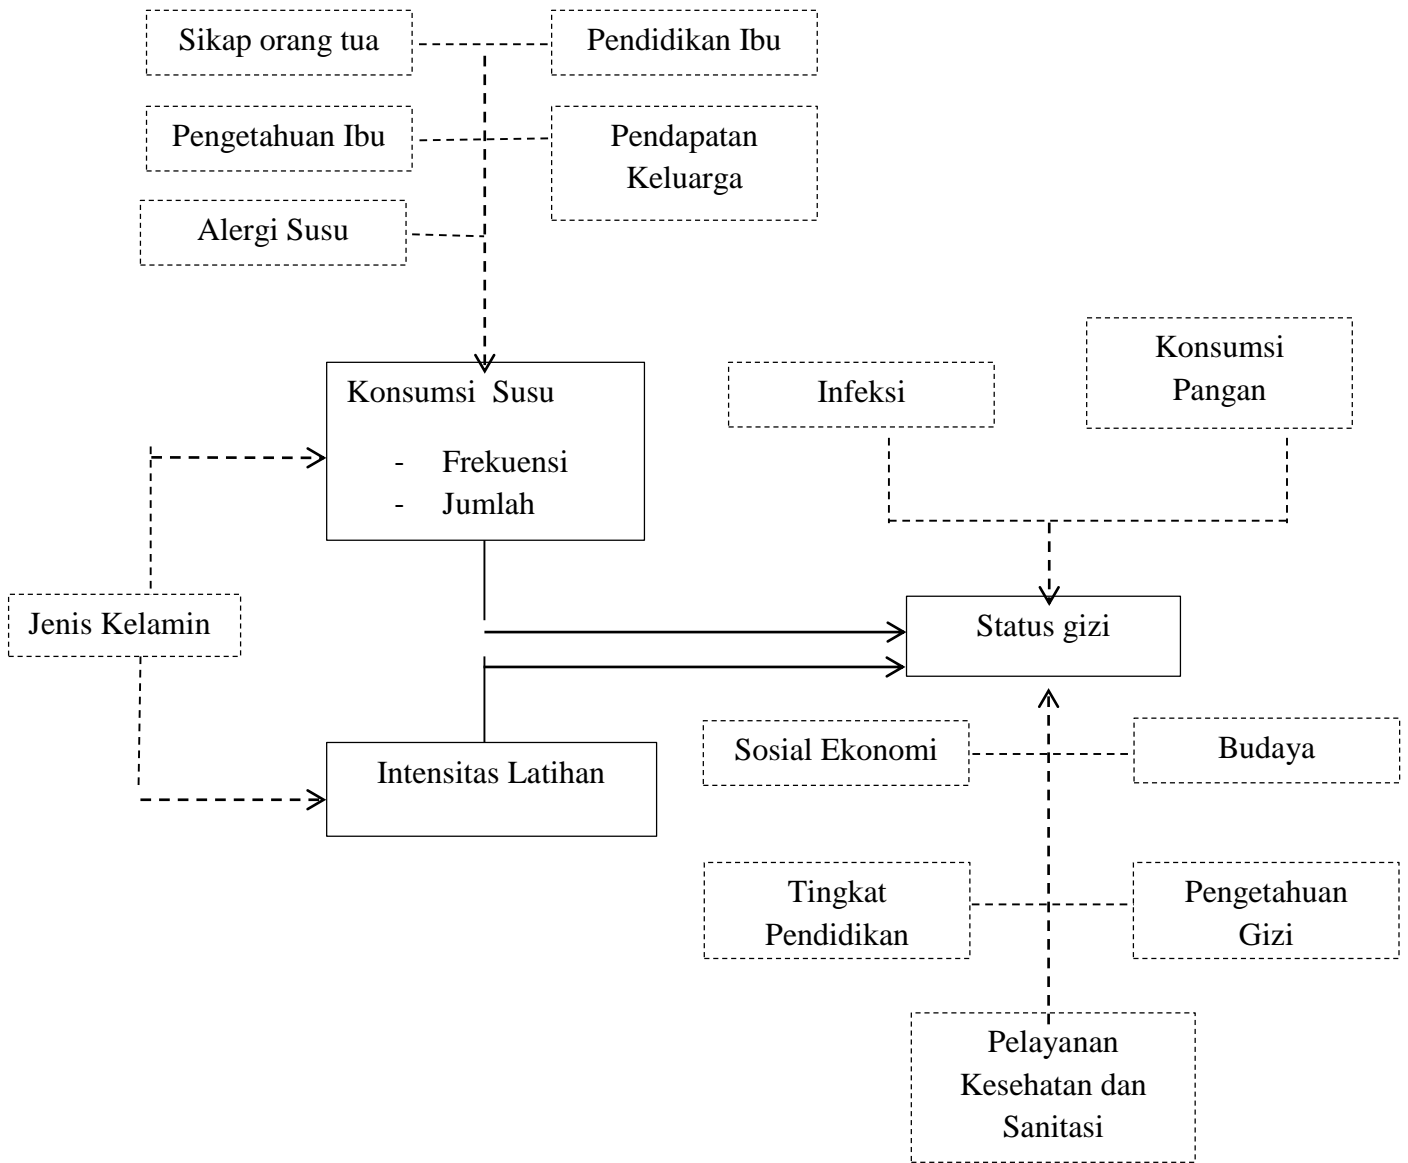 Sikap orang tua
Pendidikan Ibu
Pengetahuan Ibu
Pendapatan
Keluarga
Alergi Susu
Konsumsi
Pangan
Infeksi
Konsumsi  Susu
- Frekuensi
- Jumlah
Jenis Kelamin
Status gizi
Intensitas Latihan
Sosial Ekonomi
Budaya
Tingkat
Pendidikan
Pengetahuan
Gizi
Pelayanan
Kesehatan dan
Sanitasi